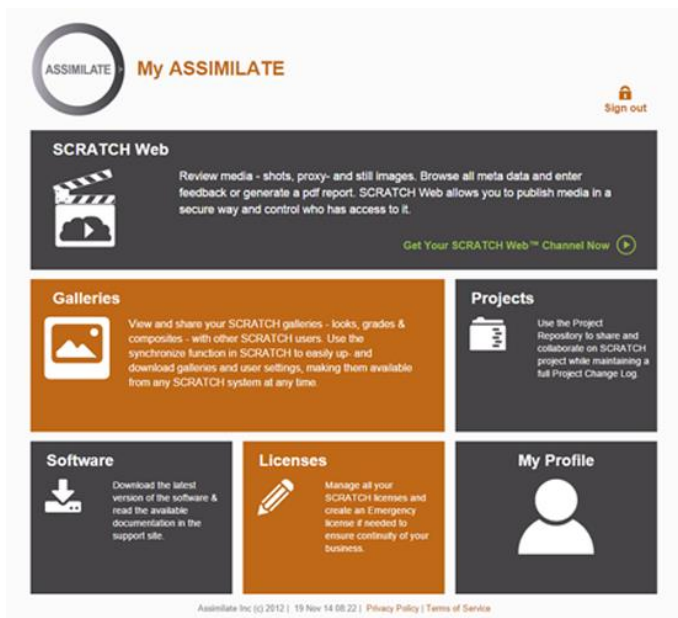 ASSIMILATE
My ASSIMILATE
Sign out
SCRATCH Web
Review media - shots, proxy- and still images. Browse all meta data and enter
feedback or generate a pdf report. SCRATCH Web allows you to publish media in a
secure way and control who has access to it.
Get Your SCRATCH Web™ Channel Now
Galleries
View and share your SCRATCH galleries - looks, grades &
composites - with other SCRATCH users. Use the
synchronize function in SCRATCH to easily up- and
download galleries and user settings, making them available
from any SCRATCH system at any time.
Projects
Use the Project
Repository to share and
collaborate on SCRATCH
project while maintaining a
full Project Change Log.
Software
Download the latest
version of the software &
read the available
documentation in the
support site.
Licenses
Manage all your
SCRATCH licenses and
create an Emergency
license if needed to
ensure continuity of your
business.
My Profile
Assimilate Inc (c) 2012 | 19 Nov 14 08:22 | Privacy Policy | Terms of Service